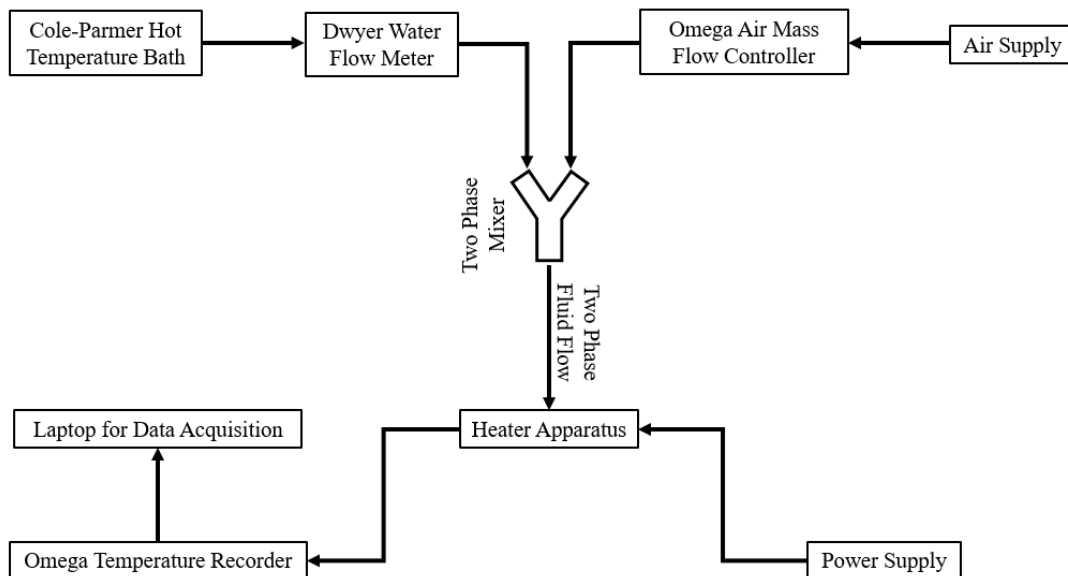 Cole-Parmer Hot
Temperature Bath
Dwyer Water
Flow Meter
Omega Air Mass
Flow Controller
Air Supply
Two Phase
Mixer
Two Phase
Fluid Flow
Laptop for Data Acquisition
Heater Apparatus
Omega Temperature Recorder
Power Supply